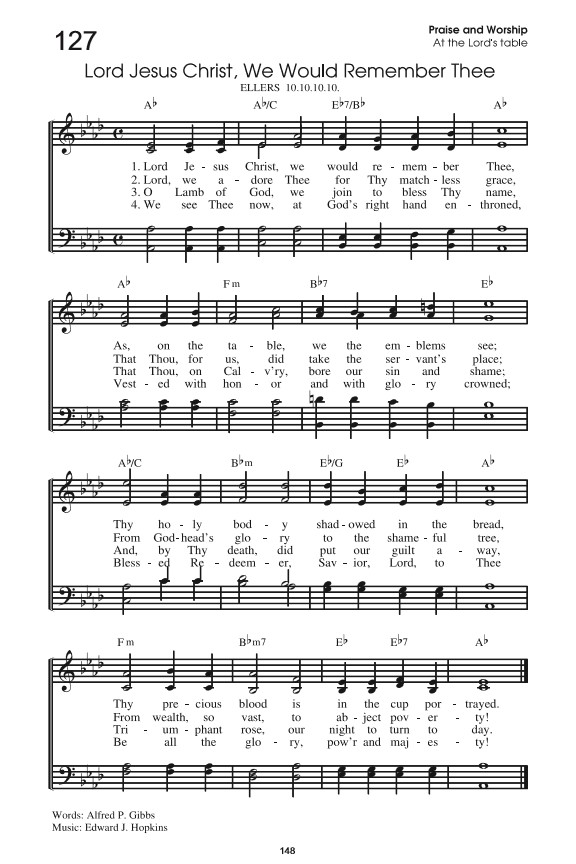 127
Praise and Worship
At the Lord's table
Lord Jesus Christ, We Would Remember Thee
ELLERS 10.10.10.10.
A♭ A♭/C E♭7/B♭ A♭
1. Lord Je - sus Christ, we would re - mem - ber Thee,
2. Lord, we a - dore Thee for Thy match - less grace,
3. O Lamb of God, we join to bless Thy name,
4. We see Thee now, at God's right hand en - throned,
A♭ Fm B♭7 E♭
As, on the ta - ble, we the em - blems see;
That Thou, for us, did take the ser - vant's place;
That Thou, on Cal - v'ry, bore our sin and shame;
Vest - ed with hon - or and with glo - ry crowned;
A♭/C B♭m E♭/G E♭ A♭
Thy ho - ly bod - y shad - owed in the bread,
From God - head's glo - ry to the shame - ful tree,
And, by Thy death, did put our guilt a - way,
Bless - ed Re - deem - er, Sav - ior, Lord, to Thee
Fm B♭m7 E♭ E♭7 A♭
Thy pre - cious blood is in the cup por - trayed.
From wealth, so vast, to ab - ject pov - er - ty!
Tri - um - phant rose, our night to turn to day.
Be all the glo - ry, pow'r and maj - es - ty!
Words: Alfred P. Gibbs
Music: Edward J. Hopkins
148